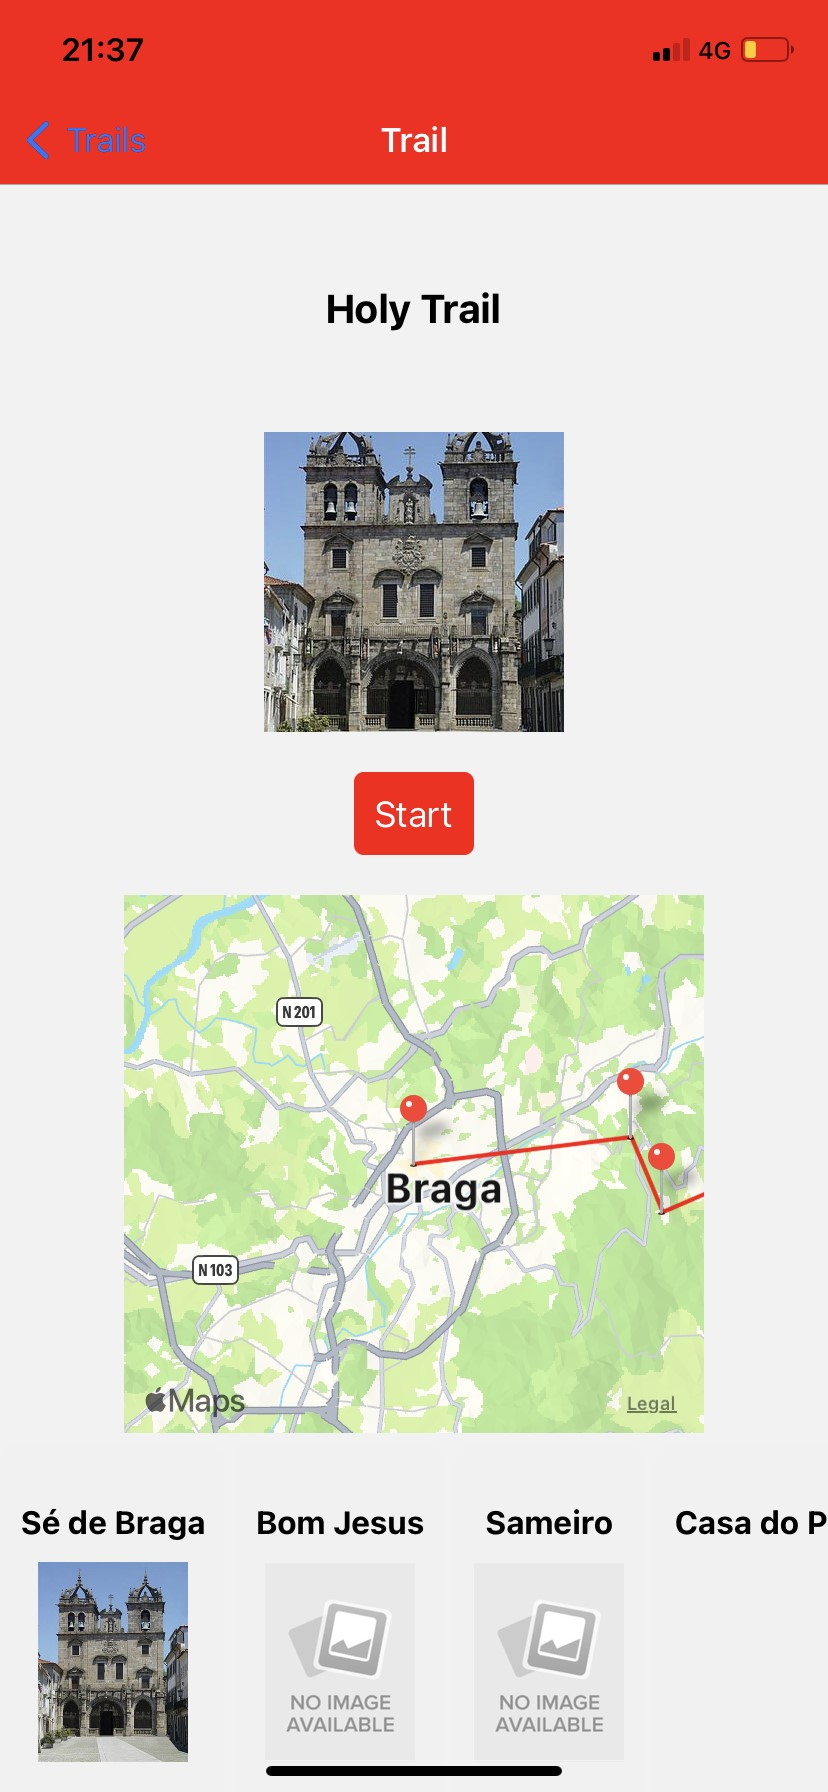 21:37
4G
Trails
Trail
Holy Trail
Start
N 201
Braga
N 103
Maps
Legal
Sé de Braga
Bom Jesus
Sameiro
Casa do P
NO IMAGE
AVAILABLE
NO IMAGE
AVAILABLE